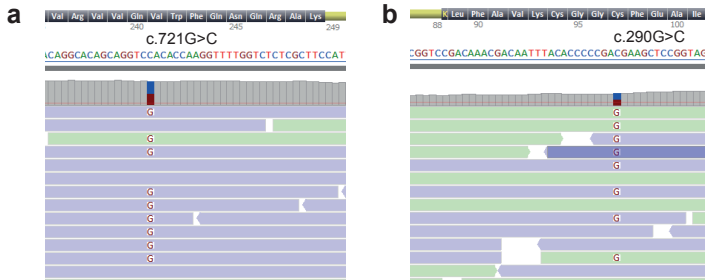 a
Val Arg Val Val Gln Val Trp Phe Gln Asn Gln Arg Ala Lys 249
240 245
c.721G>C
ACAGGCACAGCAGGTCCACACCAAGGTTTTGGTCTCTCGCTTCCAT
G
G
G
G
G
G
G
G
b
K Leu Phe Ala Val Lys Cys Gly Gly Cys Phe Glu Ala Ile
88 90 95 100
c.290G>C
CGGTCCGACAAACGACAATTTACACCCCCGACGAAGCTCCGGTAG
G
G
G
G
G
G
G